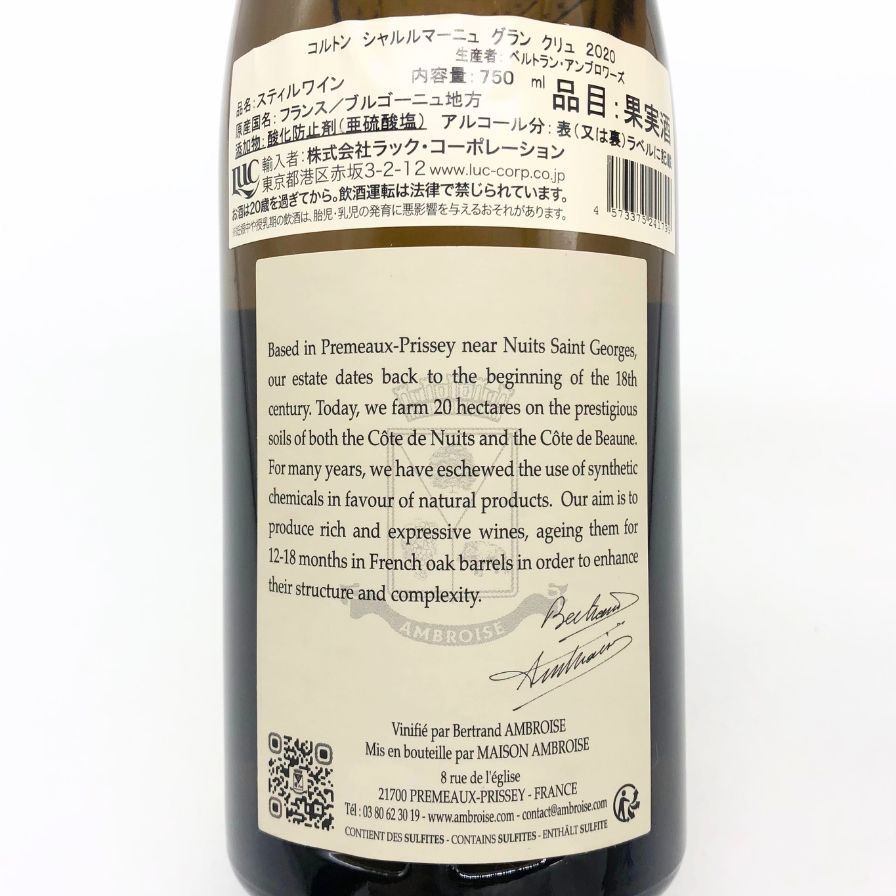 コルトン シャルルマーニュ グラン クリュ 2020
生産者:ベルトラン・アンブロワーズ
品名:スティルワイン 内容量:750 ml
原産国名:フランス/ブルゴーニュ地方 品目:果実酒
添加物:酸化防止剤(亜硫酸塩) アルコール分:表(又は裏)ラベルに記載
LUC 輸入者:株式会社ラック・コーポレーション
東京都港区赤坂3-2-12 www.luc-corp.co.jp
お酒は20歳を過ぎてから。飲酒運転は法律で禁じられています。
※妊娠中や授乳期の飲酒は、胎児・乳児の発育に悪影響を与えるおそれがあります。
4 573375 241730
Based in Premeaux-Prissey near Nuits Saint Georges,
our estate dates back to the beginning of the 18th
century. Today, we farm 20 hectares on the prestigious
soils of both the Côte de Nuits and the Côte de Beaune.
For many years, we have eschewed the use of synthetic
chemicals in favour of natural products. Our aim is to
produce rich and expressive wines, ageing them for
12-18 months in French oak barrels in order to enhance
their structure and complexity.
AMBROISE
Bertrand
Ambroise
Vinifié par Bertrand AMBROISE
Mis en bouteille par MAISON AMBROISE
8 rue de l'église
21700 PREMEAUX-PRISSEY - FRANCE
Tél : 03 80 62 30 19 - www.ambroise.com - contact@ambroise.com
CONTIENT DES SULFITES - CONTAINS SULFITES - ENTHÄLT SULFITE